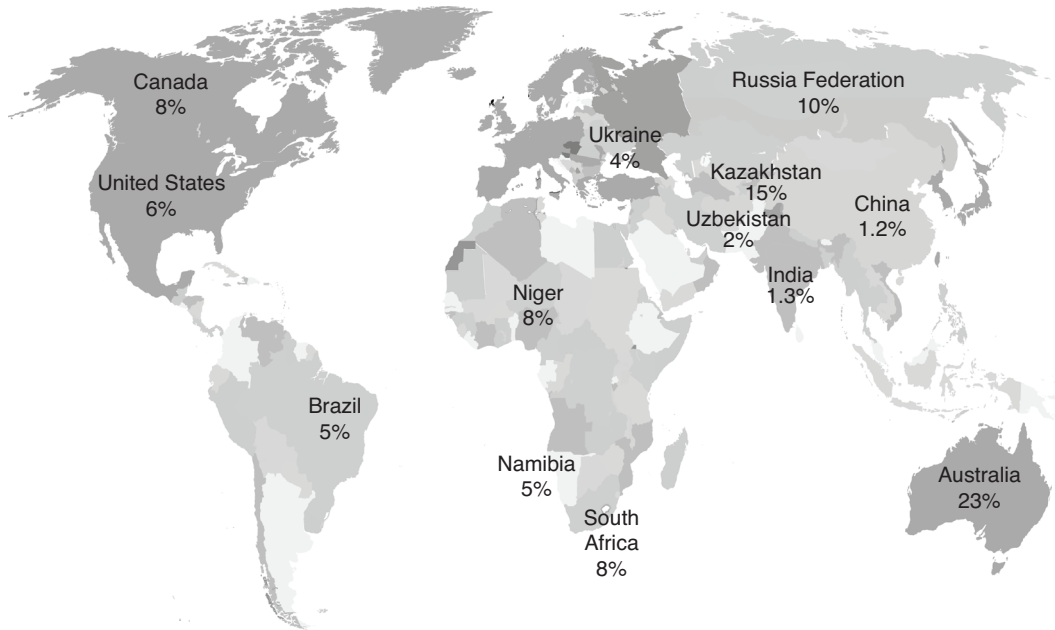 Canada
8%
Russia Federation
10%
Ukraine
4%
Kazakhstan
15%
United States
6%
China
1.2%
Uzbekistan
2%
India
1.3%
Niger
8%
Brazil
5%
Namibia
5%
Australia
23%
South
Africa
8%